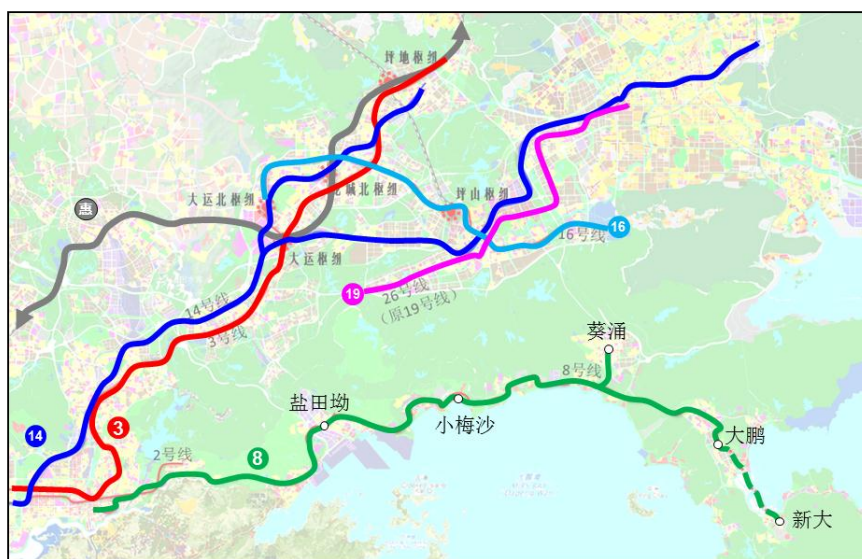 坪地枢纽
惠
大运北枢纽
龙城北枢纽
坪山枢纽
大运枢纽
16号线
16
19
26号线
(原19号线)
14号线
3号线
葵涌
8号线
盐田坳
小梅沙
大鹏
14
3
2号线
8
新大